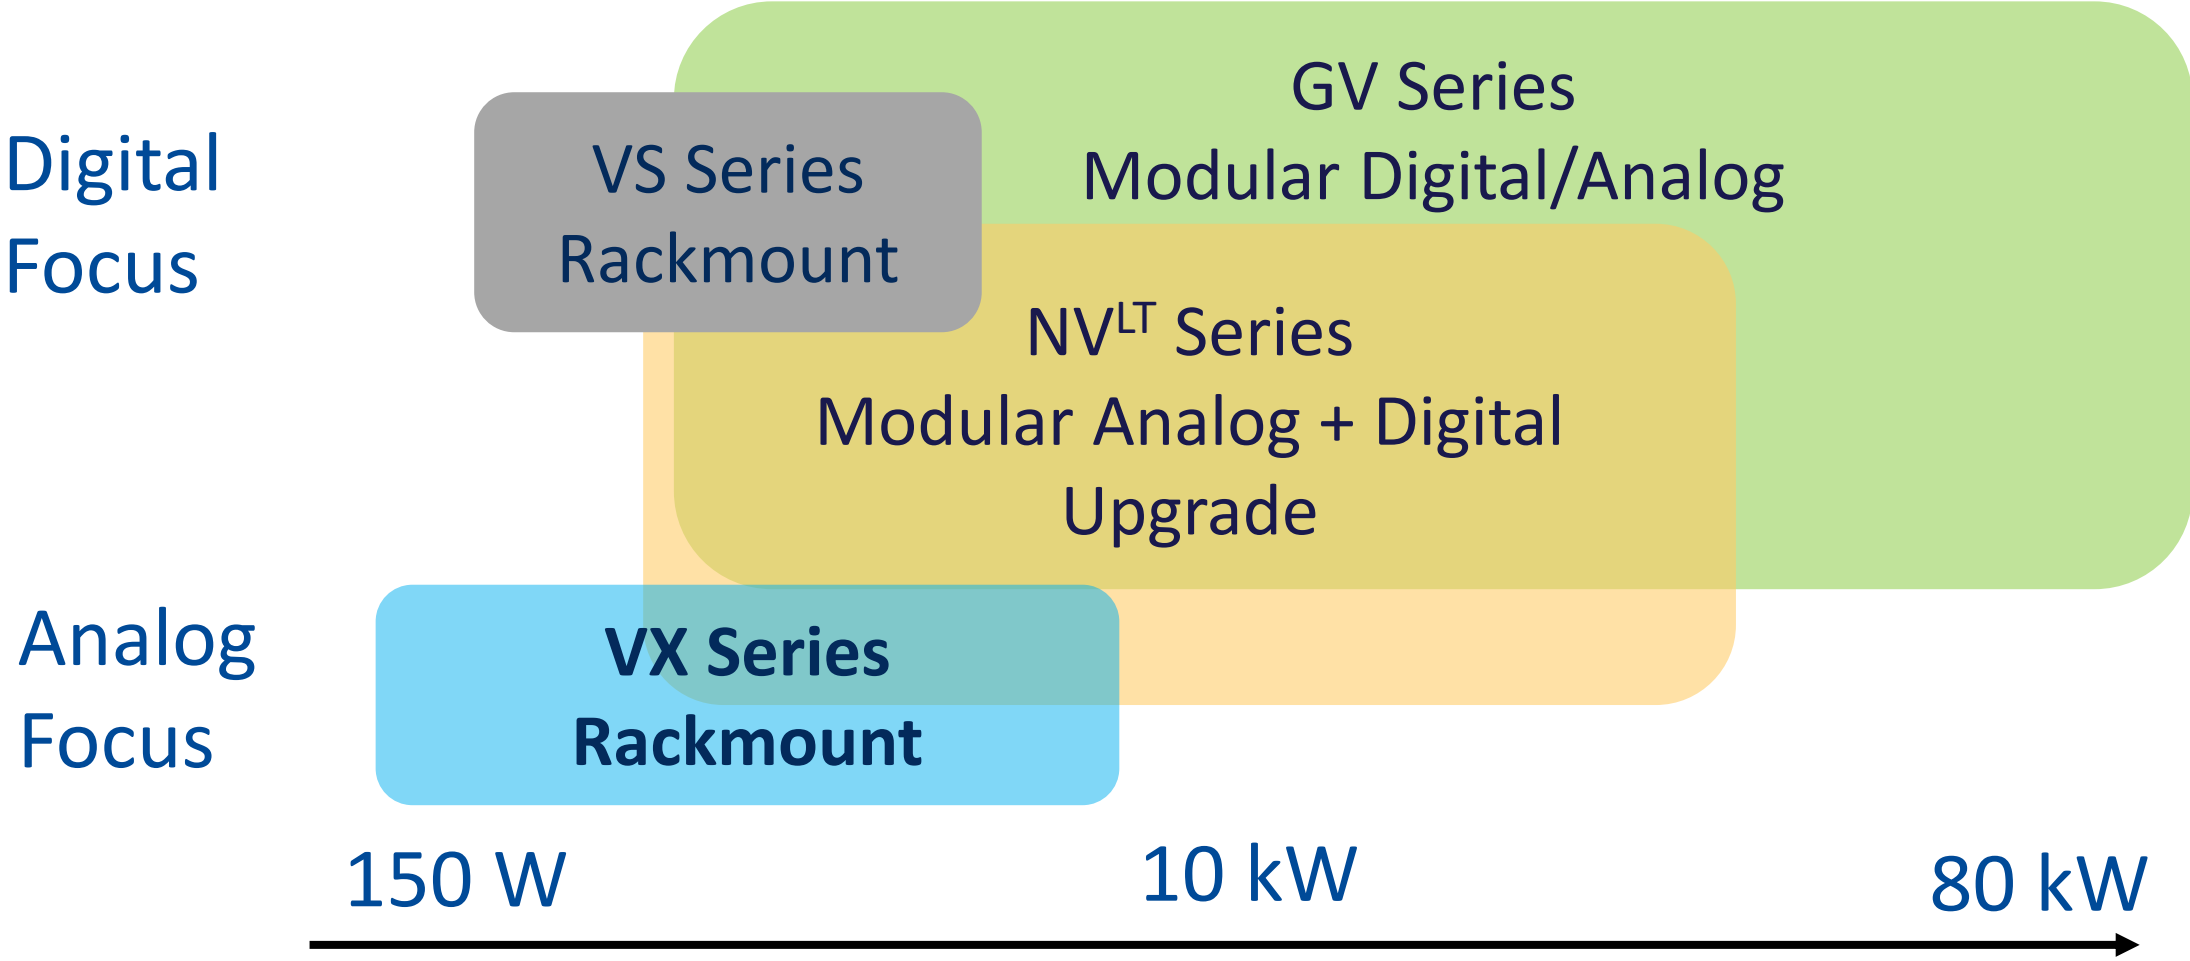 Digital
Focus
VS Series
Rackmount
GV Series
Modular Digital/Analog
NVᴸᵀ Series
Modular Analog + Digital
Upgrade
Analog
Focus
VX Series
Rackmount
150 W
10 kW
80 kW